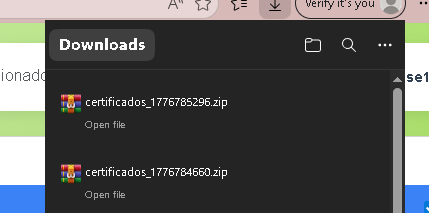 Verify it's you
Downloads
ionado
se1
certificados_1776785296.zip
Open file
certificados_1776784660.zip
Open file